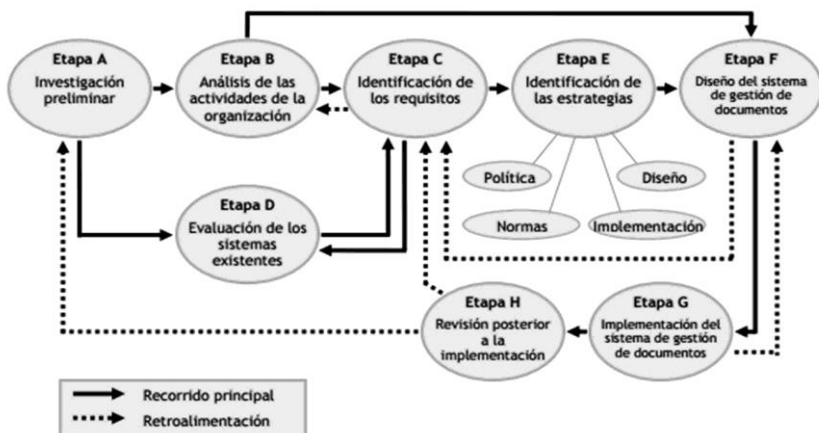 Etapa A
Investigación
preliminar
Etapa B
Análisis de las
actividades de la
organización
Etapa C
Identificación de
los requisitos
Etapa E
Identificación de
las estrategias
Etapa F
Diseño del sistema
de gestión de
documentos
Política
Diseño
Normas
Implementación
Etapa D
Evaluación de los
sistemas
existentes
Etapa H
Revisión posterior
a la
implementación
Etapa G
Implementación del
sistema de gestión
de documentos
Recorrido principal
Retroalimentación